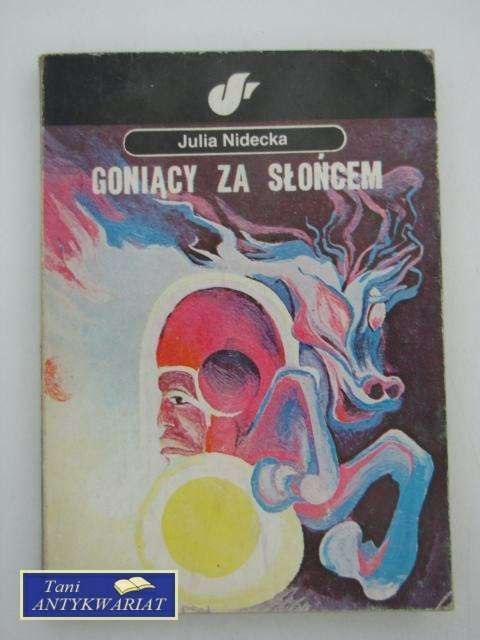 Julia Nidecka
GONIĄCY ZA SŁOŃCEM
Tani
ANTYKWARIAT